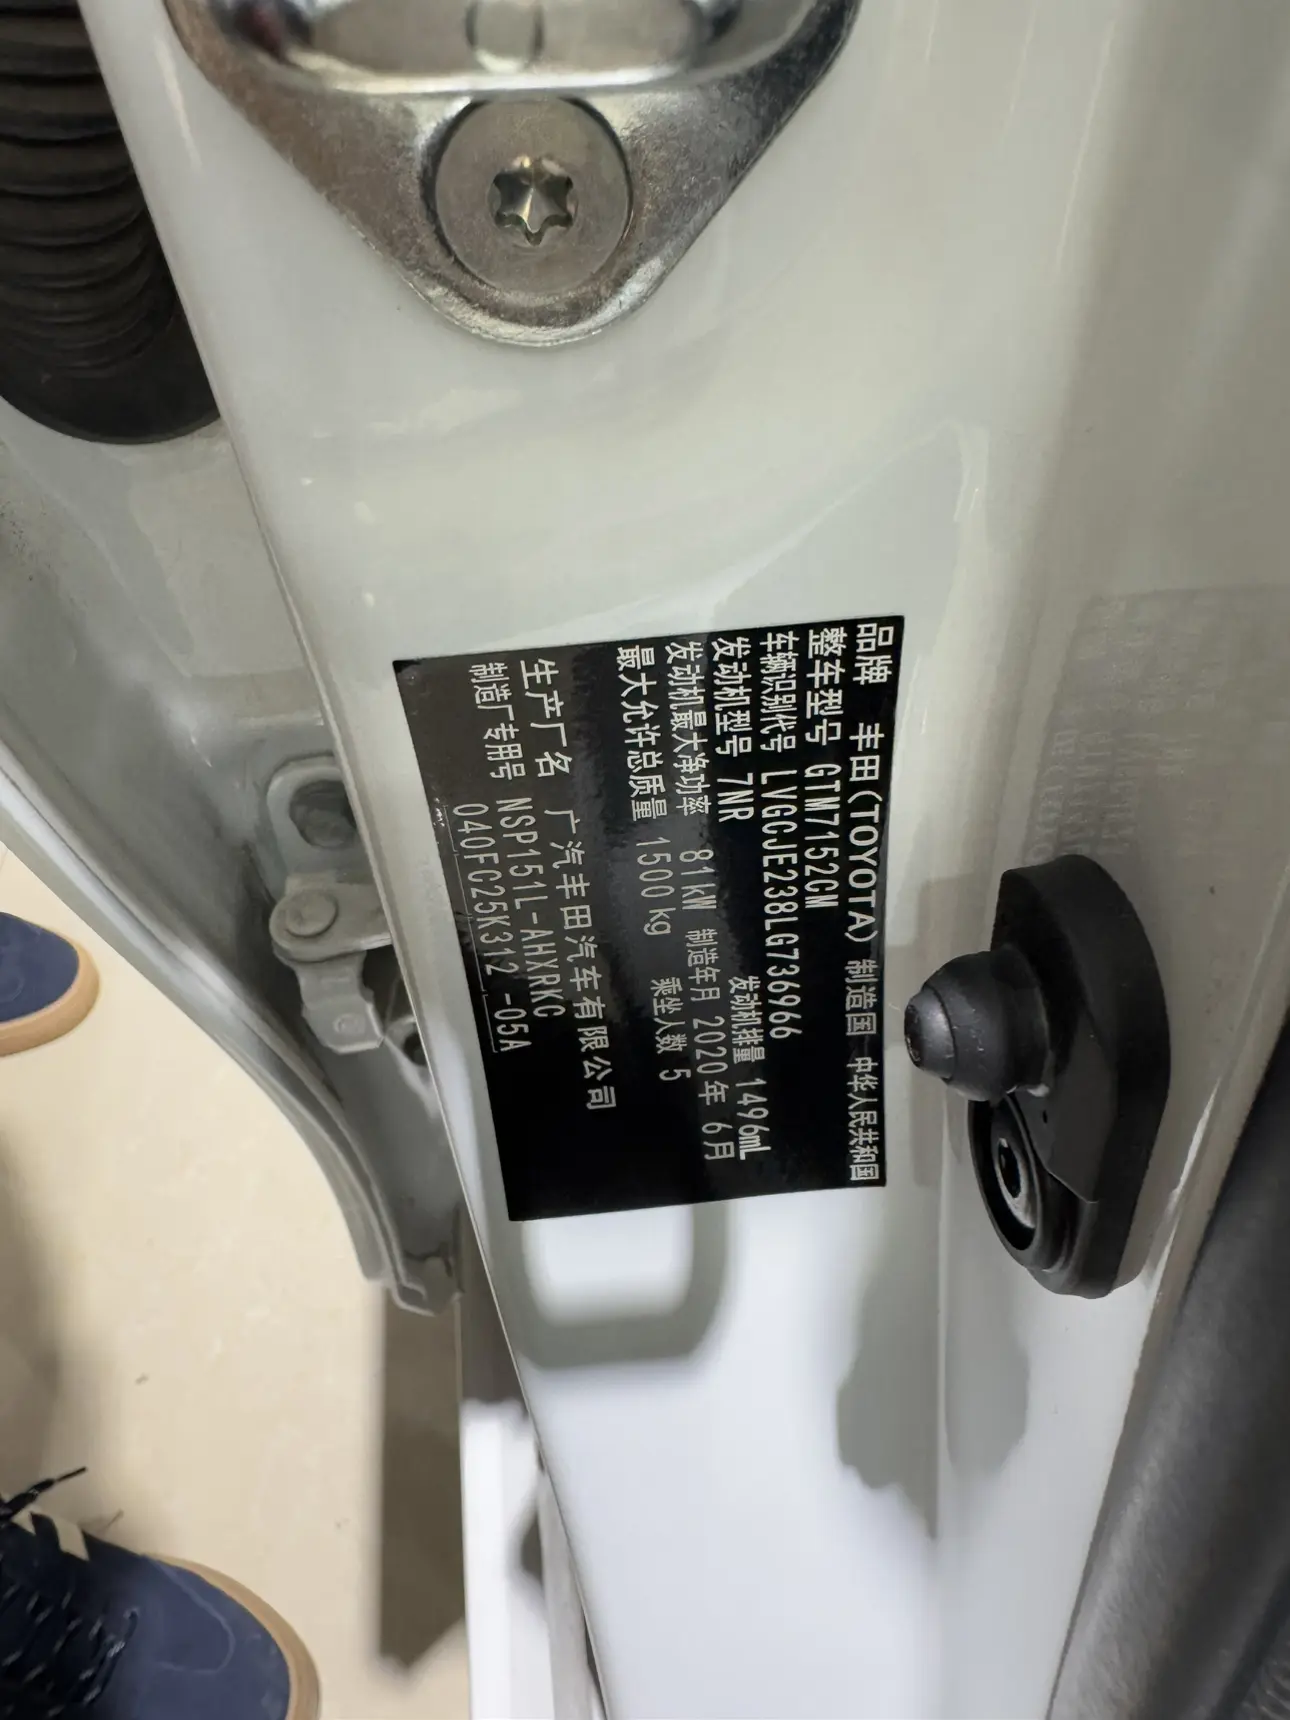 品牌 丰田(TOYOTA) 制造国 中华人民共和国
整车型号 GTM7152GM
车辆识别代号 LVGCJE238LG736966
发动机型号 7NR 发动机排量 1496mL
发动机最大净功率 81kW 制造年月 2020年 6月
最大允许总质量 1500kg 乘坐人数 5
生产厂名 广汽丰田汽车有限公司
制造厂专用号 NSP151L-AHXRKC
040FC25K312 -05A